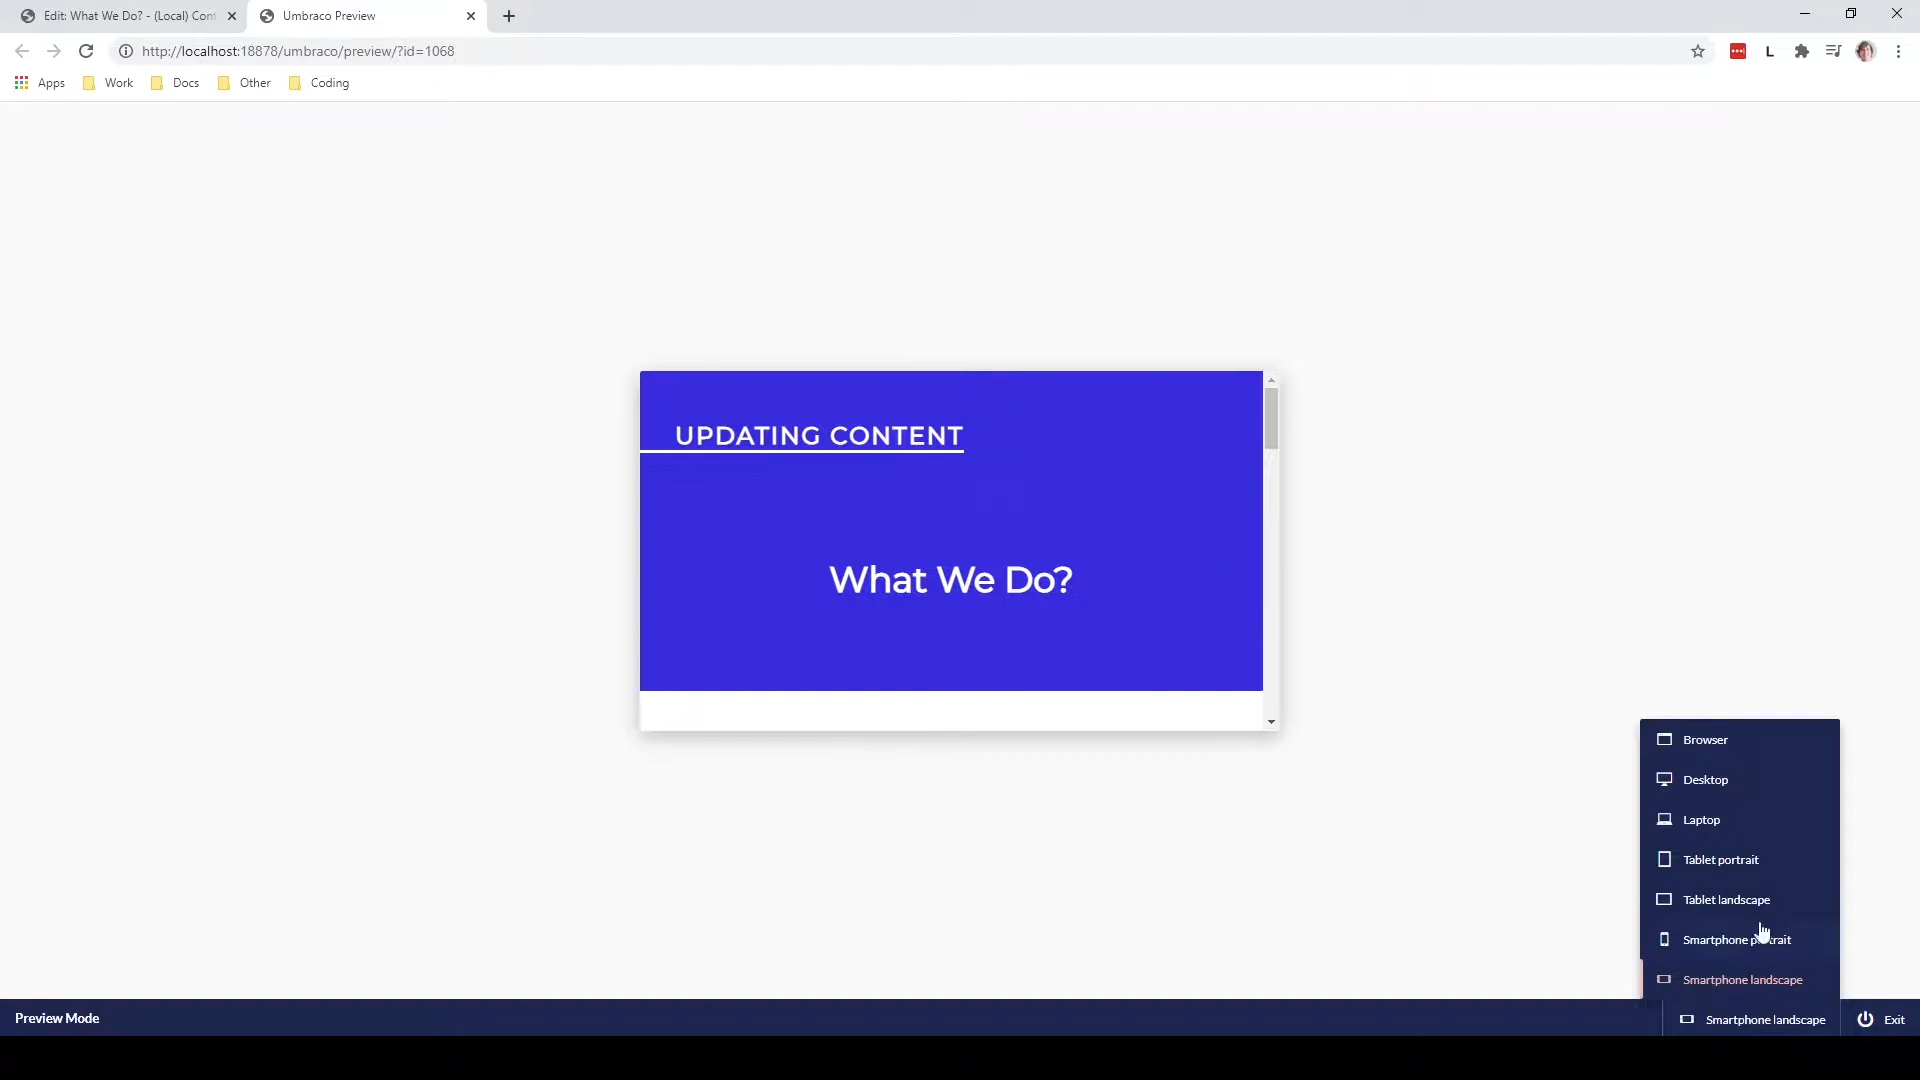 Edit: What We Do? - (Local) Cont
Umbraco Preview
http://localhost:18878/umbraco/preview/?id=1068
L
Apps
Work
Docs
Other
Coding
UPDATING CONTENT
What We Do?
Browser
Desktop
Laptop
Tablet portrait
Tablet landscape
Smartphone portrait
Smartphone landscape
Preview Mode
Smartphone landscape
Exit